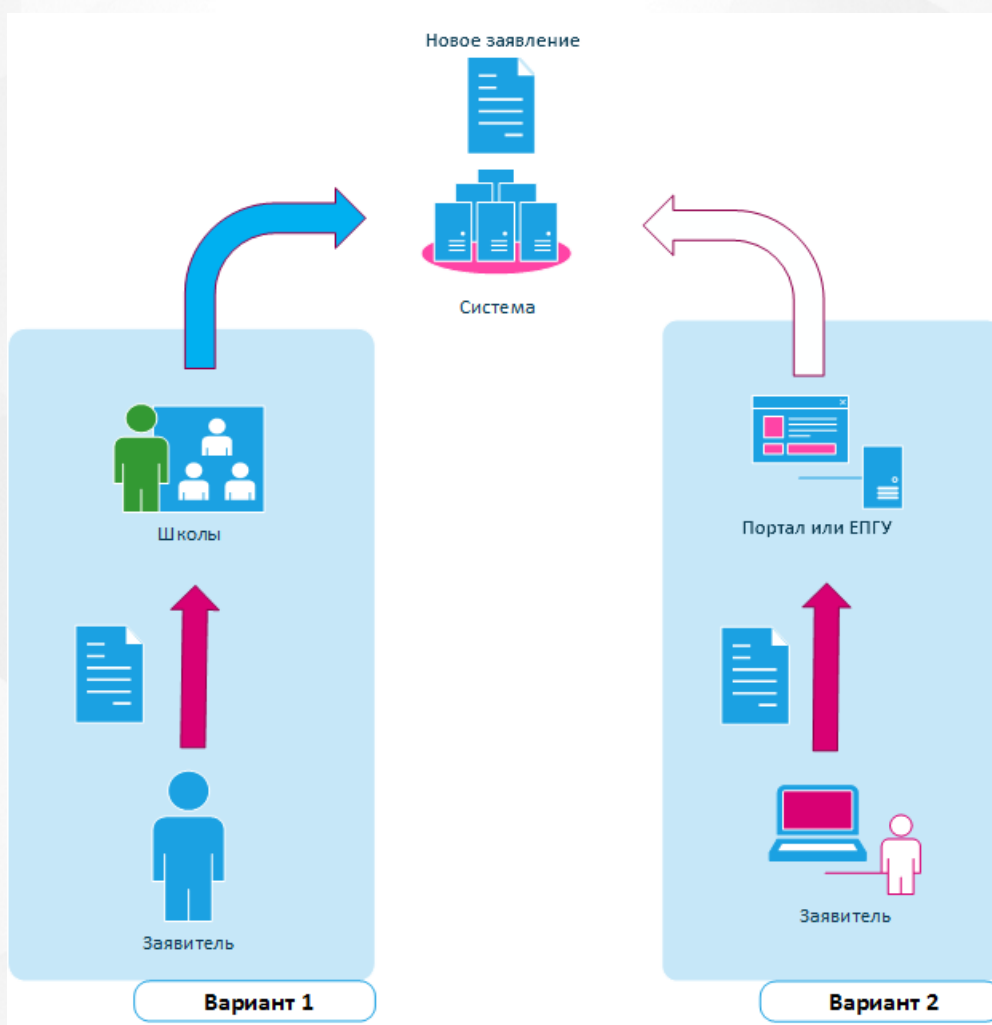 Новое заявление
Система
Школы
Портал или ЕПГУ
Заявитель
Заявитель
Вариант 1
Вариант 2